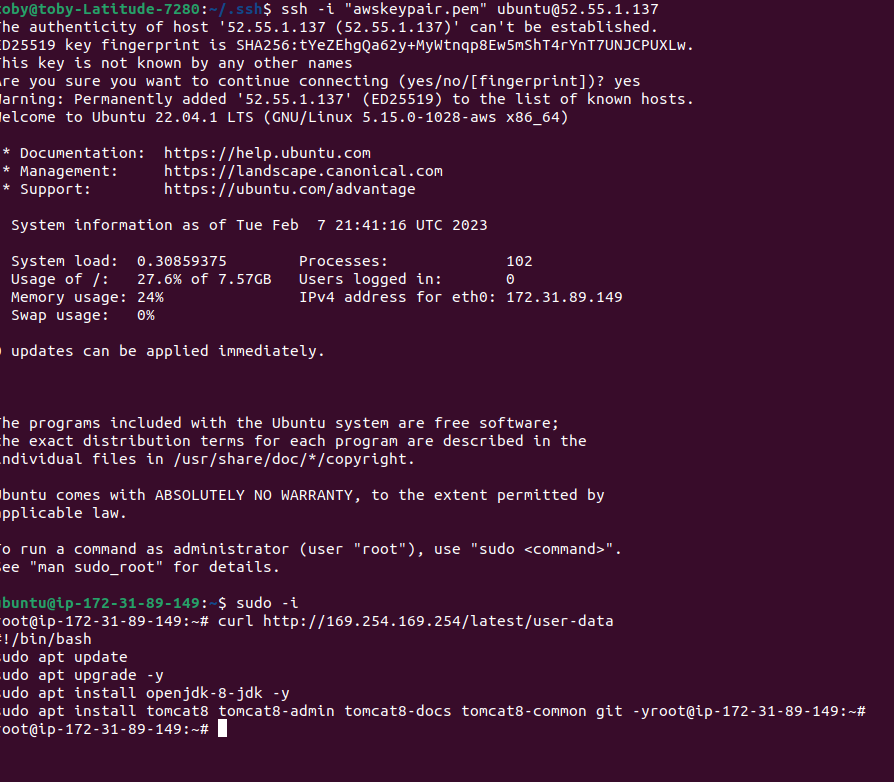 toby@toby-Latitude-7280:~/.ssh$ ssh -i "awskeypair.pem" ubuntu@52.55.1.137
The authenticity of host '52.55.1.137 (52.55.1.137)' can't be established.
ED25519 key fingerprint is SHA256:tYeZEhgQa62y+MyWtnqp8Ew5mShT4rYnT7UNJCPUXLw.
This key is not known by any other names
Are you sure you want to continue connecting (yes/no/[fingerprint])? yes
Warning: Permanently added '52.55.1.137' (ED25519) to the list of known hosts.
Welcome to Ubuntu 22.04.1 LTS (GNU/Linux 5.15.0-1028-aws x86_64)
* Documentation:  https://help.ubuntu.com
* Management:     https://landscape.canonical.com
* Support:        https://ubuntu.com/advantage
System information as of Tue Feb  7 21:41:16 UTC 2023
System load:  0.30859375        Processes:             102
Usage of /:   27.6% of 7.57GB   Users logged in:       0
Memory usage: 24%               IPv4 address for eth0: 172.31.89.149
Swap usage:   0%
0 updates can be applied immediately.
The programs included with the Ubuntu system are free software;
the exact distribution terms for each program are described in the
individual files in /usr/share/doc/*/copyright.
Ubuntu comes with ABSOLUTELY NO WARRANTY, to the extent permitted by
applicable law.
To run a command as administrator (user "root"), use "sudo <command>".
See "man sudo_root" for details.
ubuntu@ip-172-31-89-149:~$ sudo -i
root@ip-172-31-89-149:~# curl http://169.254.169.254/latest/user-data
#!/bin/bash
sudo apt update
sudo apt upgrade -y
sudo apt install openjdk-8-jdk -y
sudo apt install tomcat8 tomcat8-admin tomcat8-docs tomcat8-common git -yroot@ip-172-31-89-149:~#
root@ip-172-31-89-149:~#